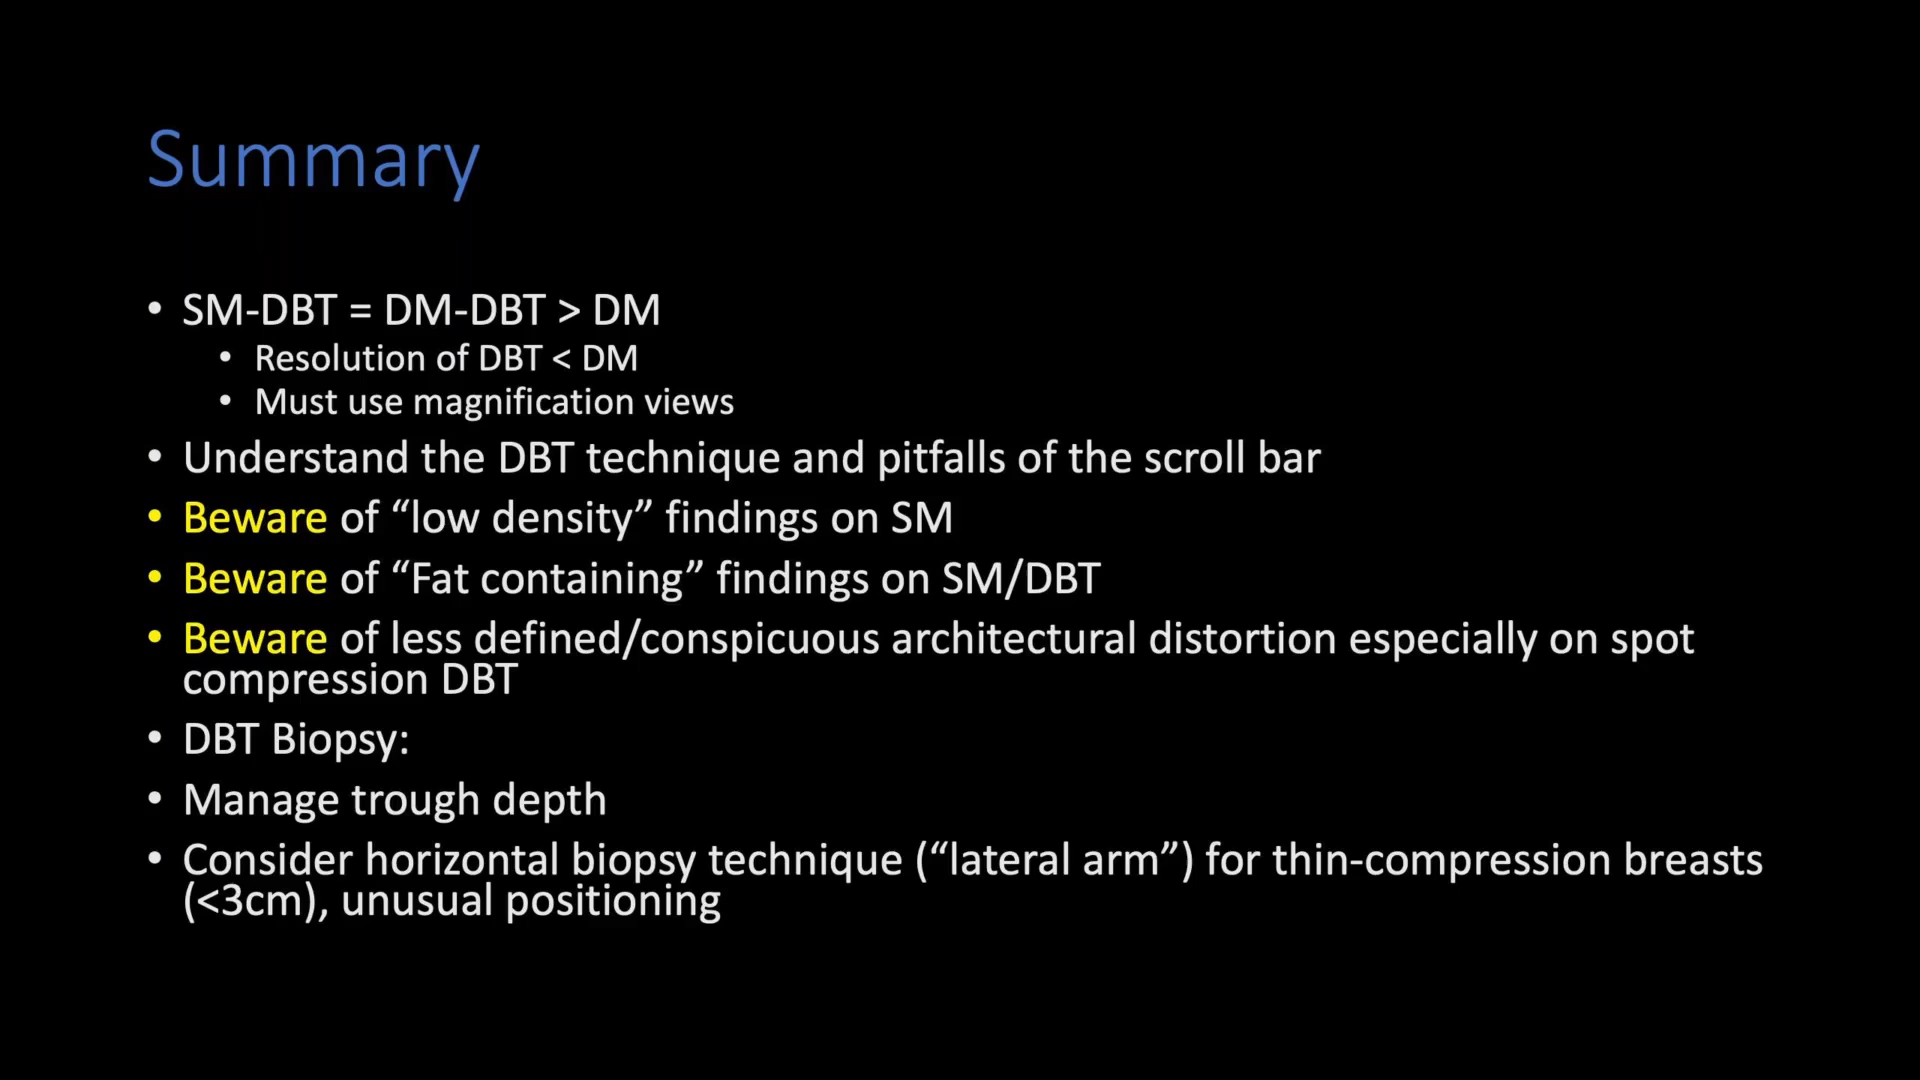 Summary
• SM-DBT = DM-DBT > DM
• Resolution of DBT < DM
• Must use magnification views
• Understand the DBT technique and pitfalls of the scroll bar
• Beware of “low density” findings on SM
• Beware of “Fat containing” findings on SM/DBT
• Beware of less defined/conspicuous architectural distortion especially on spot
compression DBT
• DBT Biopsy:
• Manage trough depth
• Consider horizontal biopsy technique (“lateral arm”) for thin-compression breasts
(<3cm), unusual positioning